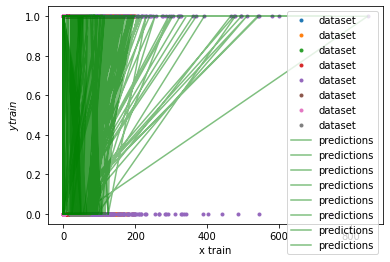 1.0
0.8
0.6
0.4
0.2
0.0
ytrain
0
200
400
600
x train
dataset
dataset
dataset
dataset
dataset
dataset
dataset
dataset
predictions
predictions
predictions
predictions
predictions
predictions
predictions
predictions